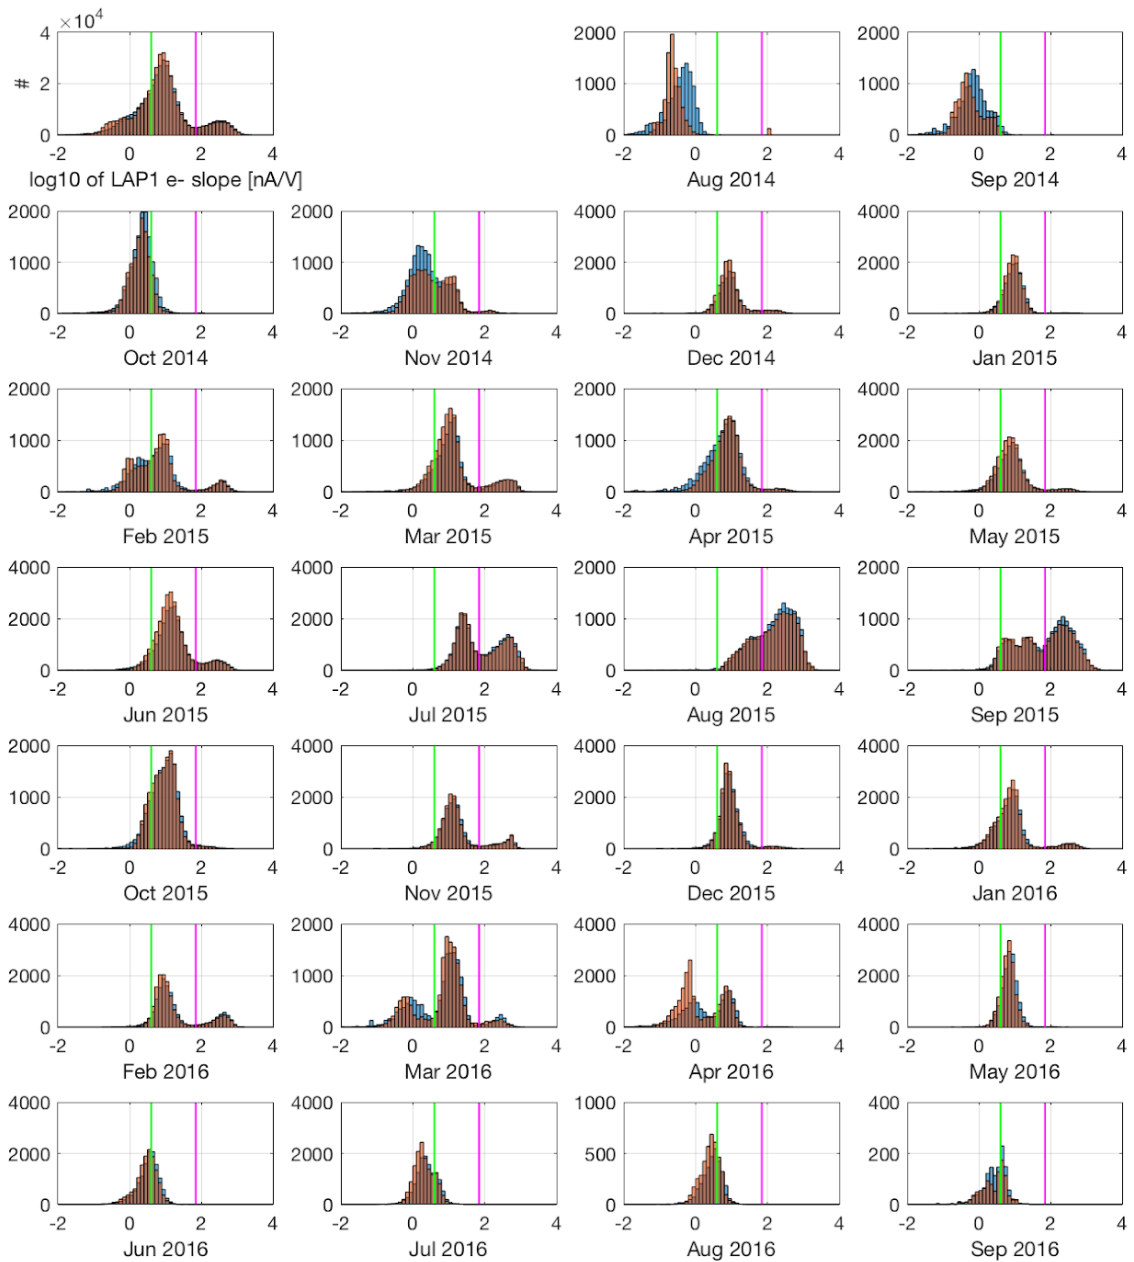 ×10⁴
4 2000 2000
# 2 1000 1000
0 0 0
-2 0 2 4 -2 0 2 4 -2 0 2 4
log10 of LAP1 e- slope [nA/V] Aug 2014 Sep 2014
2000 2000 4000 4000
1000 1000 2000 2000
0 0 0 0
-2 0 2 4 -2 0 2 4 -2 0 2 4 -2 0 2 4
Oct 2014 Nov 2014 Dec 2014 Jan 2015
2000 2000 2000 4000
1000 1000 1000 2000
0 0 0 0
-2 0 2 4 -2 0 2 4 -2 0 2 4 -2 0 2 4
Feb 2015 Mar 2015 Apr 2015 May 2015
4000 4000 2000 2000
2000 2000 1000 1000
0 0 0 0
-2 0 2 4 -2 0 2 4 -2 0 2 4 -2 0 2 4
Jun 2015 Jul 2015 Aug 2015 Sep 2015
2000 4000 4000 4000
1000 2000 2000 2000
0 0 0 0
-2 0 2 4 -2 0 2 4 -2 0 2 4 -2 0 2 4
Oct 2015 Nov 2015 Dec 2015 Jan 2016
4000 2000 4000 4000
2000 1000 2000 2000
0 0 0 0
-2 0 2 4 -2 0 2 4 -2 0 2 4 -2 0 2 4
Feb 2016 Mar 2016 Apr 2016 May 2016
4000 4000 1000 400
2000 2000 500 200
0 0 0 0
-2 0 2 4 -2 0 2 4 -2 0 2 4 -2 0 2 4
Jun 2016 Jul 2016 Aug 2016 Sep 2016